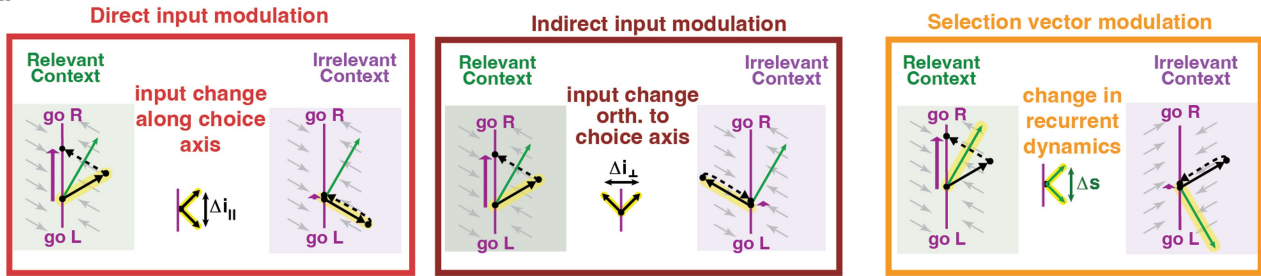 Direct input modulation
Relevant
Context
Irrelevant
Context
input change
along choice
axis
go R
go L
Δi||
go R
go L
Indirect input modulation
Relevant
Context
Irrelevant
Context
input change
orth. to
choice axis
go R
go L
Δi⊥
go R
go L
Selection vector modulation
Relevant
Context
Irrelevant
Context
change in
recurrent
dynamics
go R
go L
Δs
go R
go L